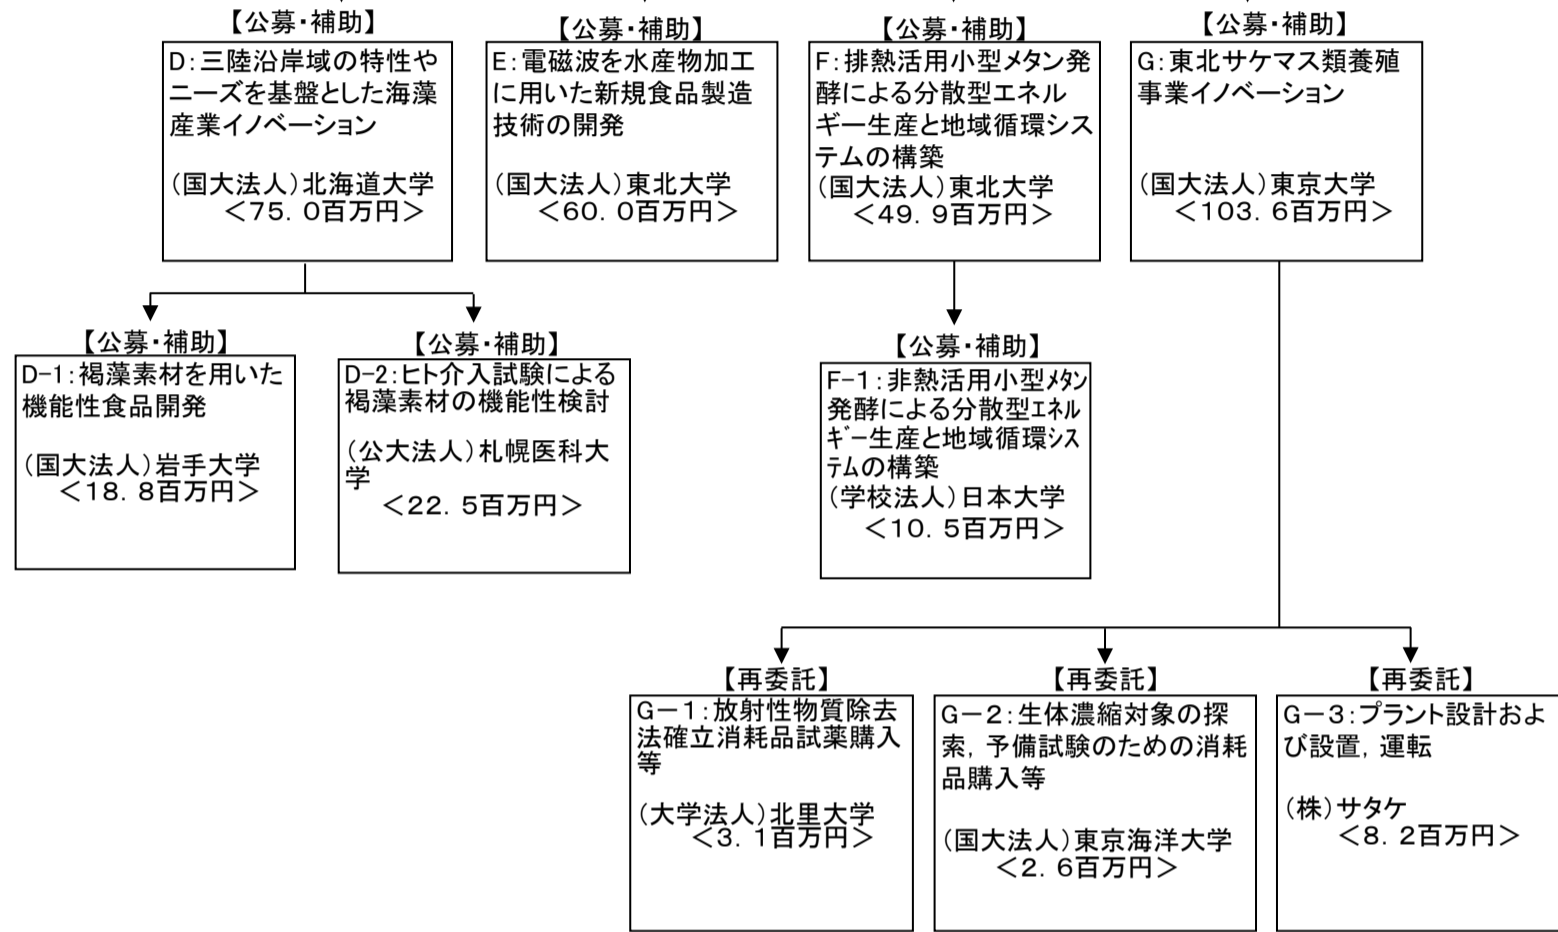 【公募・補助】
D：三陸沿岸域の特性や
ニーズを基盤とした海藻
産業イノベーション
（国大法人）北海道大学
＜７５．０百万円＞
【公募・補助】
E：電磁波を水産物加工
に用いた新規食品製造
技術の開発
（国大法人）東北大学
＜６０．０百万円＞
【公募・補助】
F：排熱活用小型メタン発
酵による分散型エネル
ギー生産と地域循環シス
テムの構築
（国大法人）東北大学
＜４９．９百万円＞
【公募・補助】
G：東北サケマス類養殖
事業イノベーション
（国大法人）東京大学
＜１０３．６百万円＞
【公募・補助】
D-1：褐藻素材を用いた
機能性食品開発
（国大法人）岩手大学
＜１８．８百万円＞
【公募・補助】
D-2：ヒト介入試験による
褐藻素材の機能性検討
（公大法人）札幌医科大
学
＜２２．５百万円＞
【公募・補助】
F-1：非熱活用小型ﾒﾀﾝ
発酵による分散型ｴﾈﾙ
ｷﾞｰ生産と地域循環ｼｽ
ﾃﾑの構築
（学校法人）日本大学
＜１０．５百万円＞
【再委託】
G－１：放射性物質除去
法確立消耗品試薬購入
等
（大学法人）北里大学
＜３．１百万円＞
【再委託】
G－２：生体濃縮対象の探
索，予備試験のための消耗
品購入等
（国大法人）東京海洋大学
＜２．６百万円＞
【再委託】
G－３：プラント設計およ
び設置，運転
（株）サタケ
＜８．２百万円＞